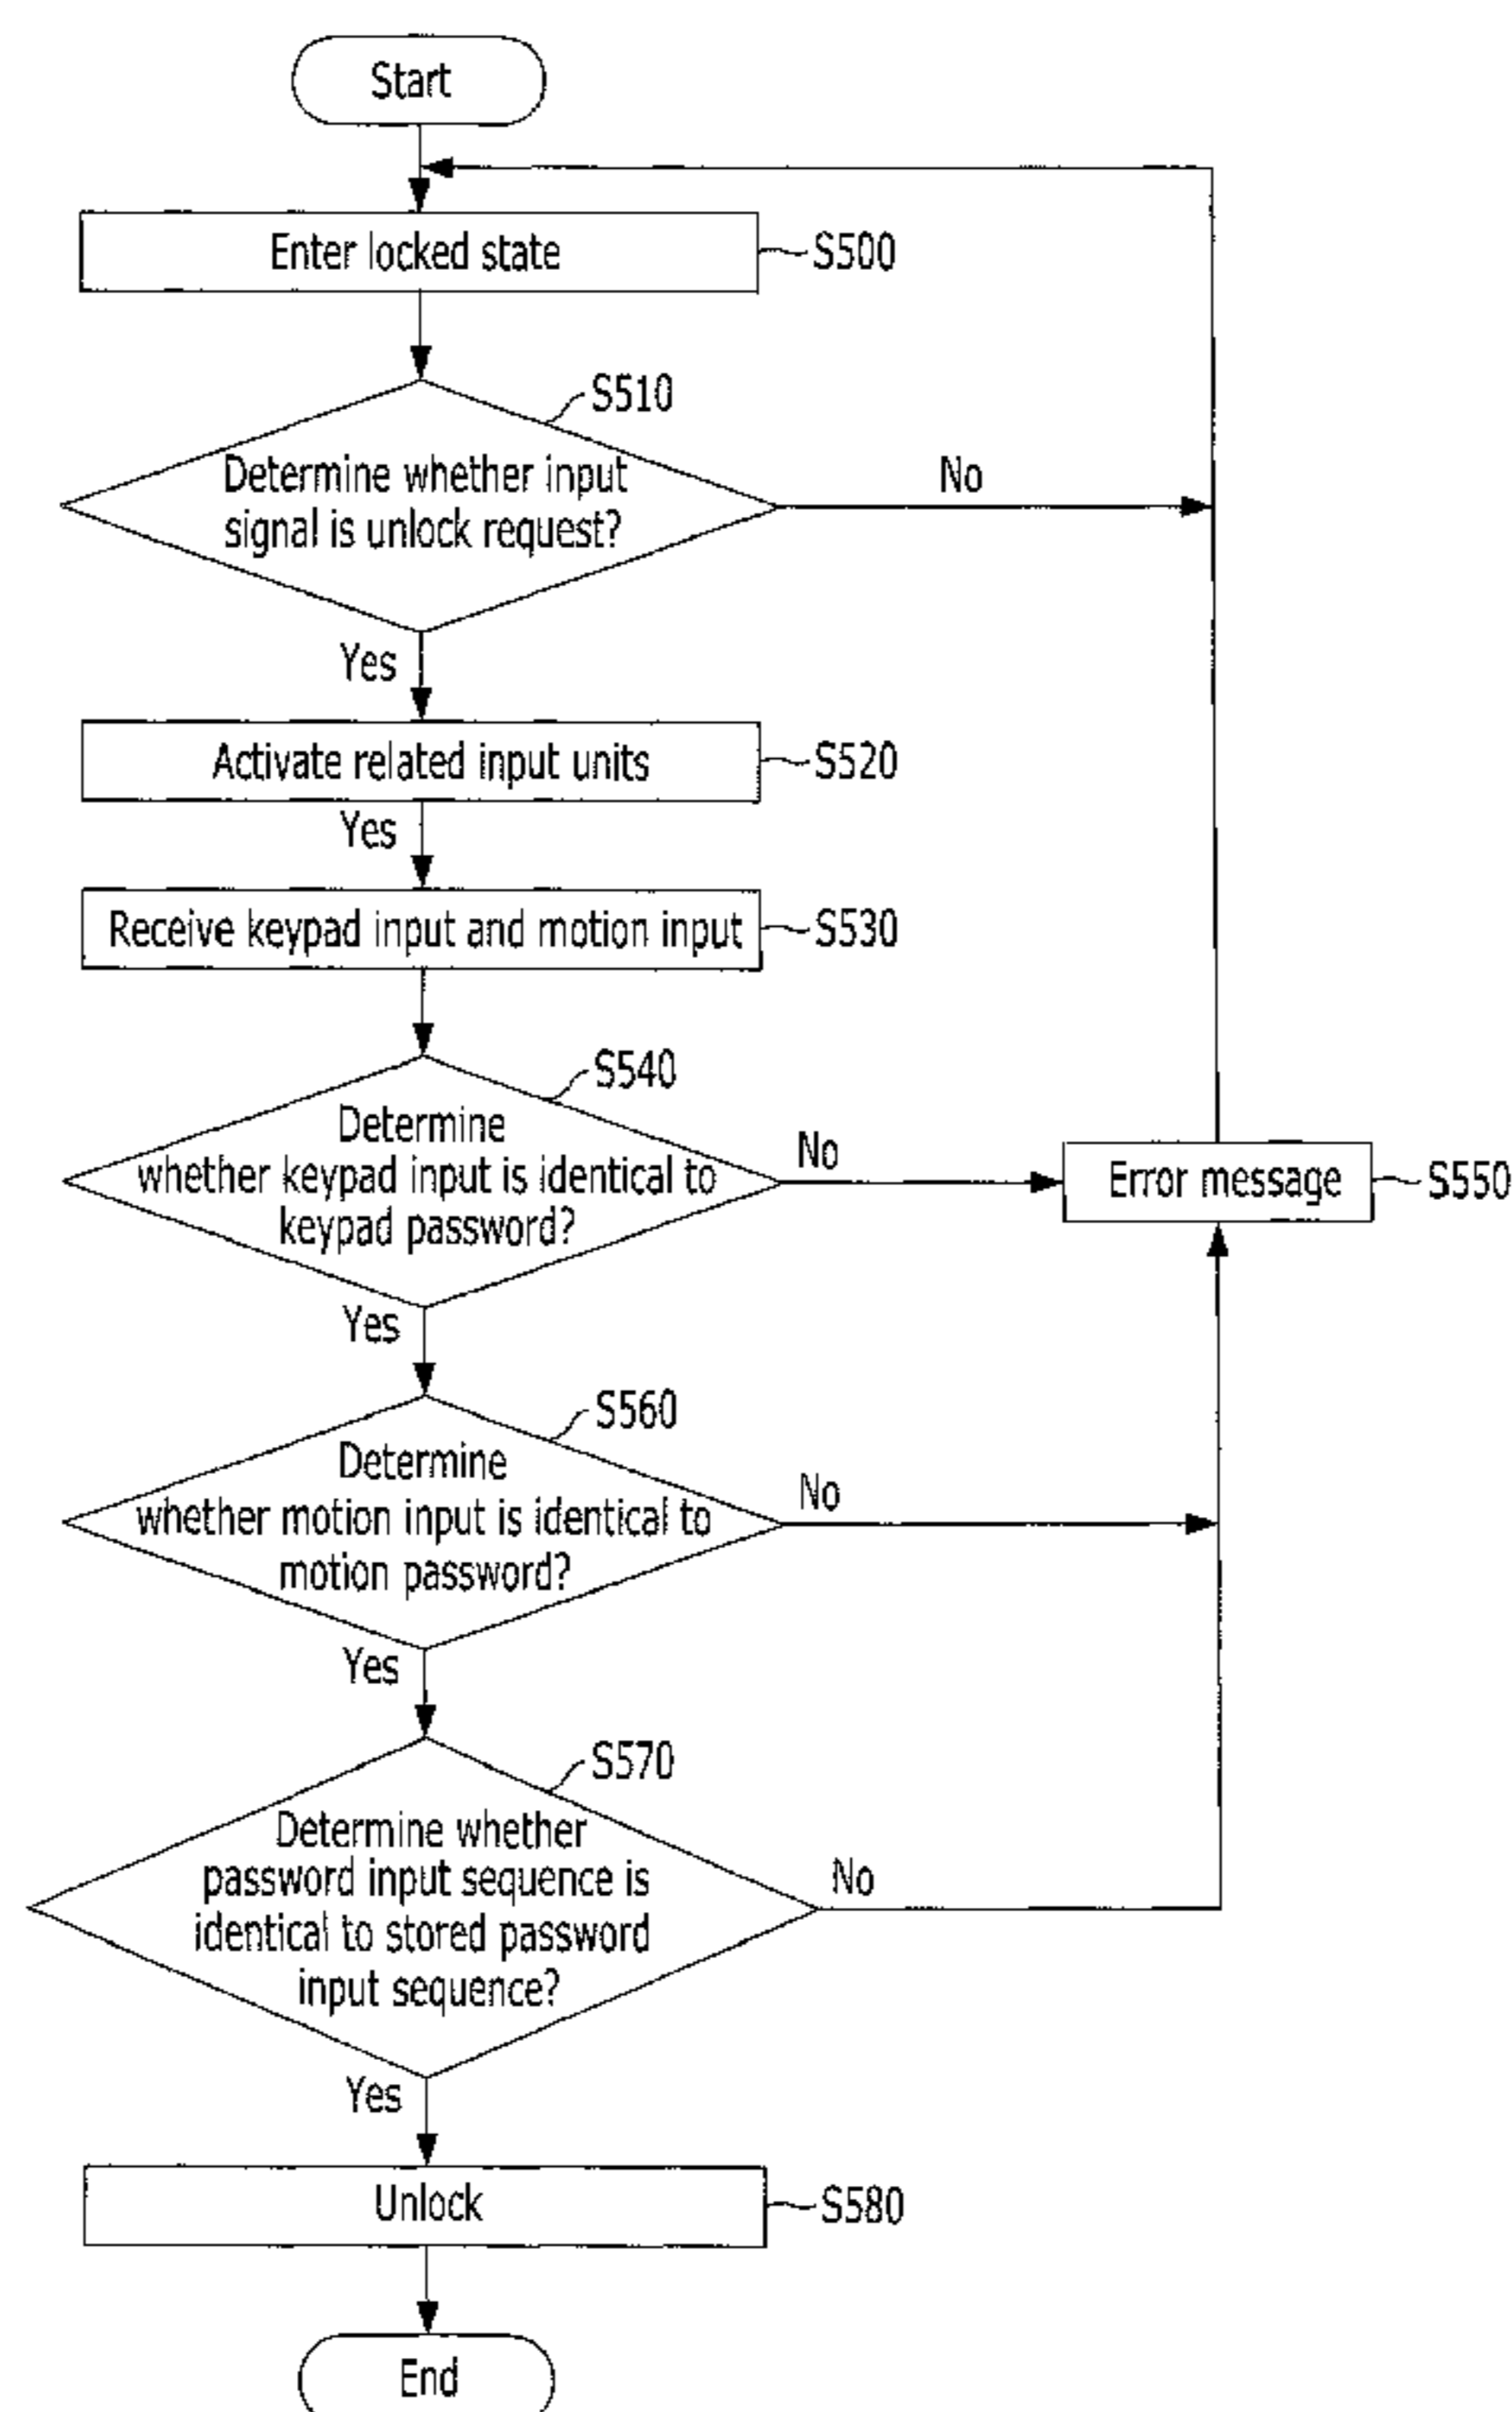 Start
Enter locked state
S500
S510
Determine whether input
signal is unlock request?
No
Yes
Activate related input units
S520
Yes
Receive keypad input and motion input
S530
S540
Determine
whether keypad input is identical to
keypad password?
No
Error message
S550
Yes
S560
Determine
whether motion input is identical to
motion password?
No
Yes
S570
Determine whether
password input sequence is
identical to stored password
input sequence?
No
Yes
Unlock
S580
End